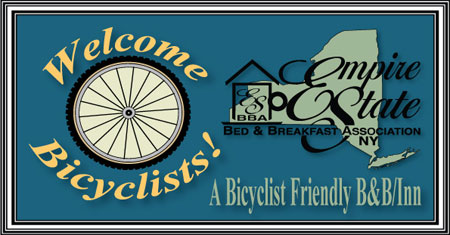 Welcome
Bicyclists!
Empire
State
ES
BBA
BED & BREAKFAST ASSOCIATION
NY
A Bicyclist Friendly B&B/Inn